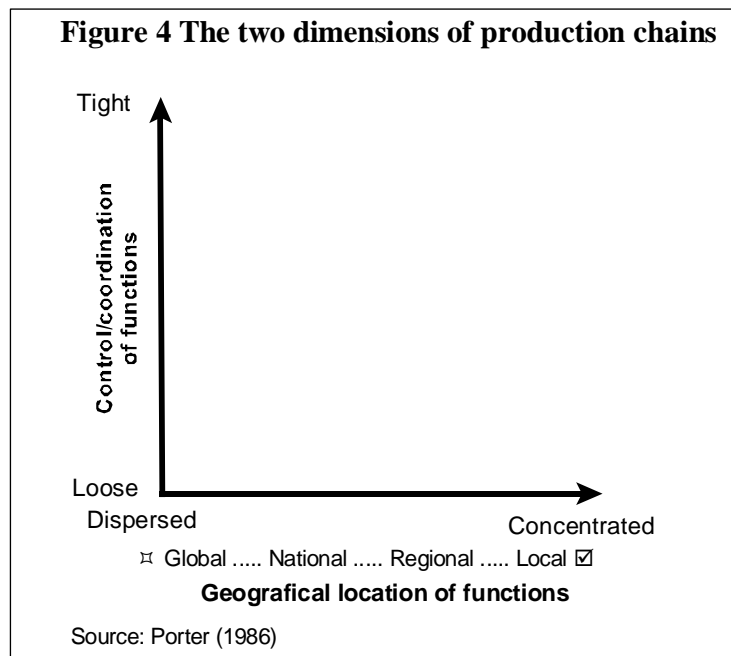 Figure 4 The two dimensions of production chains
Tight
Control/coordination
of functions
Loose
Dispersed
Concentrated
¤ Global ..... National ..... Regional ..... Local ☑
Geografical location of functions
Source: Porter (1986)